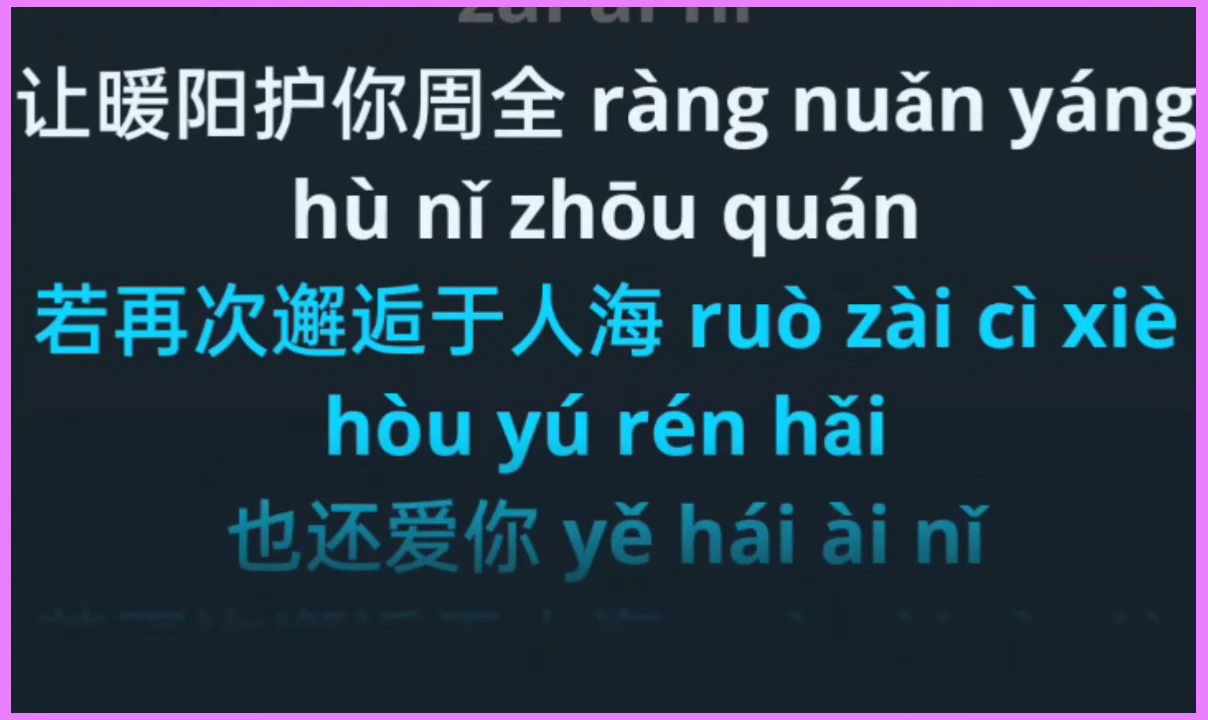 让暖阳护你周全 ràng nuǎn yáng
hù nǐ zhōu quán
若再次邂逅于人海 ruò zài cì xiè
hòu yú rén hǎi
也还爱你 yě hái ài nǐ